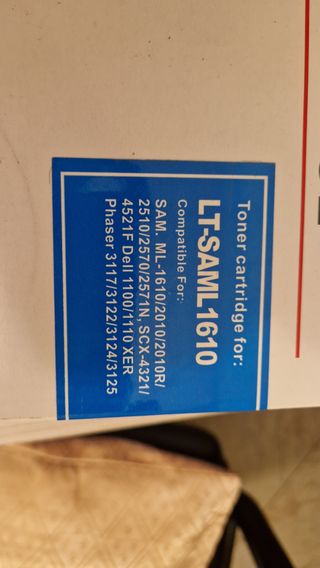 Toner cartridge for:
LT-SAML1610
Compatible For:
SAM. ML-1610/2010/2010R/
2510/2570/2571N, SCX-4321/
4521F Dell 1100/1110 XER
Phaser 3117/3122/3124/3125